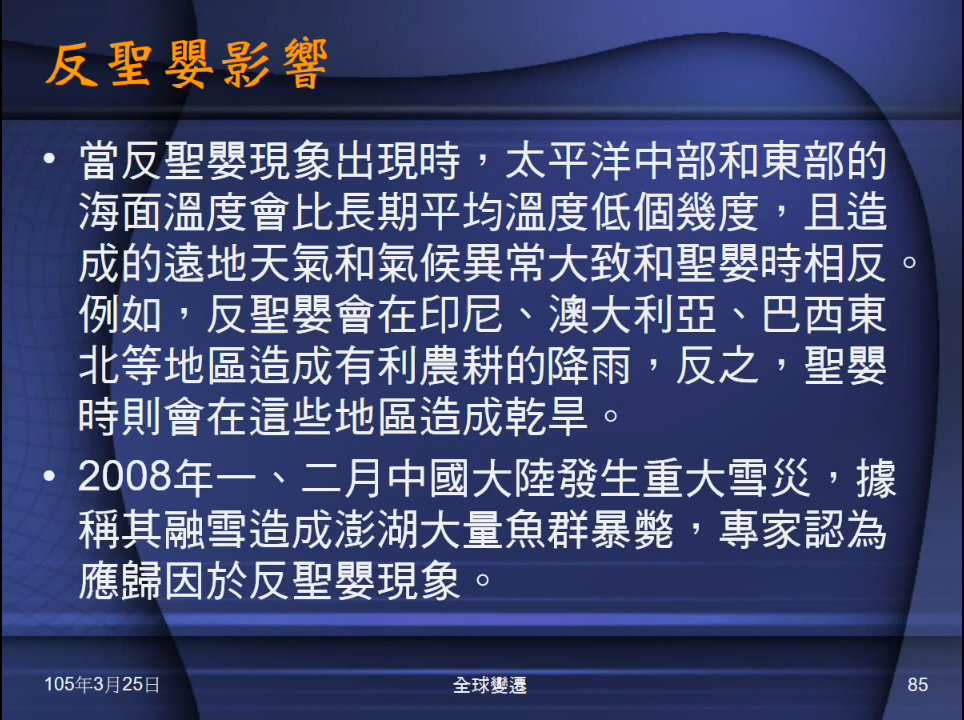 反聖嬰影響
• 當反聖嬰現象出現時，太平洋中部和東部的
海面溫度會比長期平均溫度低個幾度，且造
成的遠地天氣和氣候異常大致和聖嬰時相反。
例如，反聖嬰會在印尼、澳大利亞、巴西東
北等地區造成有利農耕的降雨，反之，聖嬰
時則會在這些地區造成乾旱。
• 2008年一、二月中國大陸發生重大雪災，據
稱其融雪造成澎湖大量魚群暴斃，專家認為
應歸因於反聖嬰現象。
105年3月25日
全球變遷
85